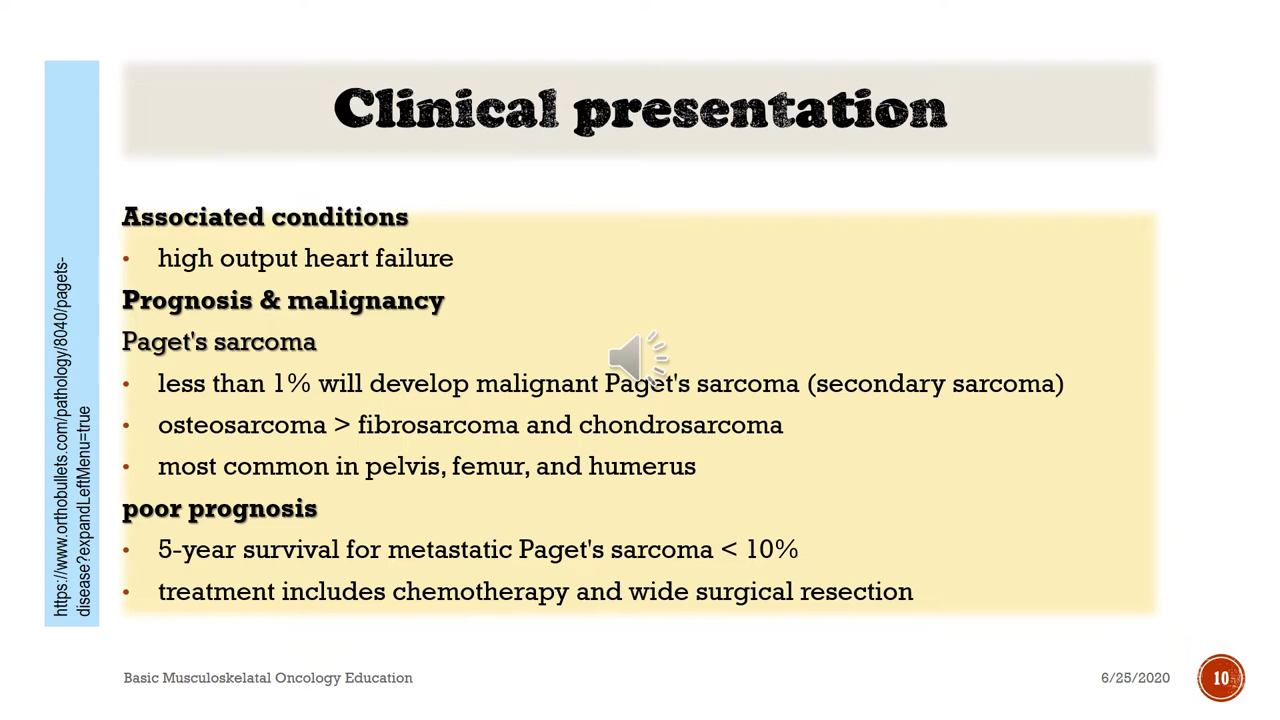 Clinical presentation
https://www.orthobullets.com/pathology/8040/pagets-
disease?expandLeftMenu=true
Associated conditions
• high output heart failure
Prognosis & malignancy
Paget's sarcoma
• less than 1% will develop malignant Paget's sarcoma (secondary sarcoma)
• osteosarcoma > fibrosarcoma and chondrosarcoma
• most common in pelvis, femur, and humerus
poor prognosis
• 5-year survival for metastatic Paget's sarcoma < 10%
• treatment includes chemotherapy and wide surgical resection
Basic Musculoskelatal Oncology Education
6/25/2020
10